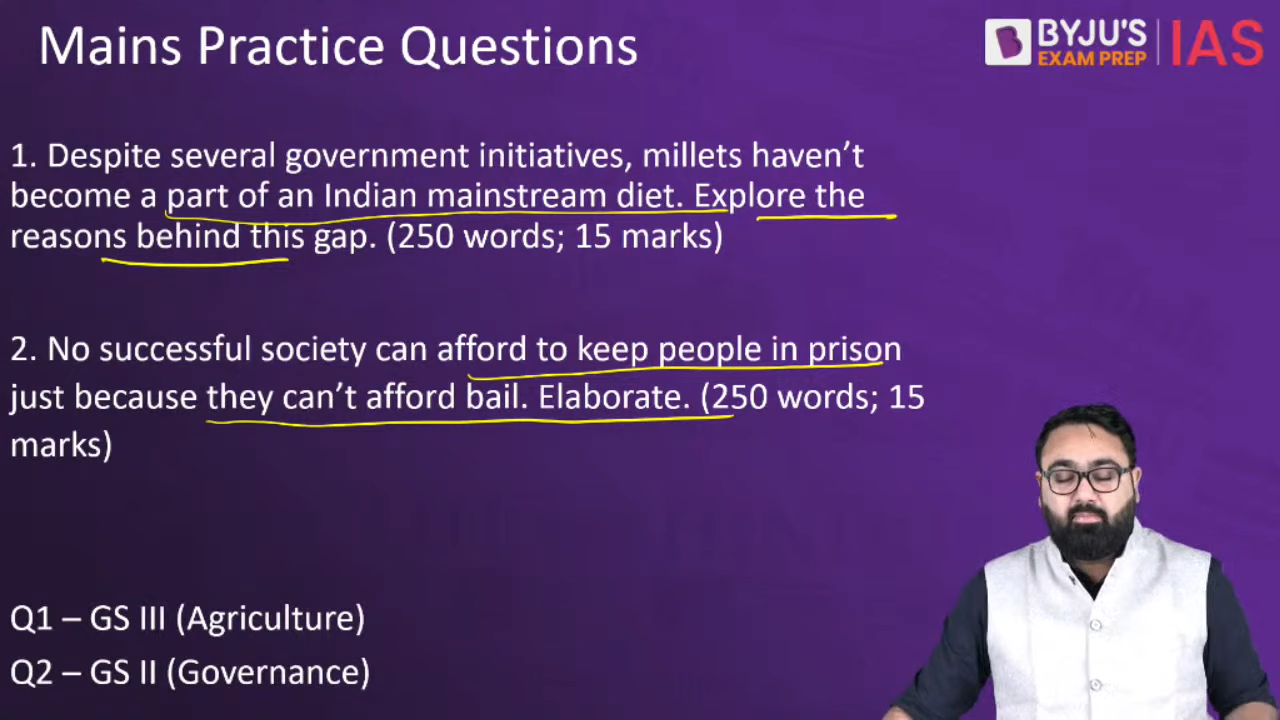 Mains Practice Questions
BYJU'S
EXAM PREP
IAS
1. Despite several government initiatives, millets haven't
become a part of an Indian mainstream diet. Explore the
reasons behind this gap. (250 words; 15 marks)
2. No successful society can afford to keep people in prison
just because they can't afford bail. Elaborate. (250 words; 15
marks)
Q1 – GS III (Agriculture)
Q2 – GS II (Governance)